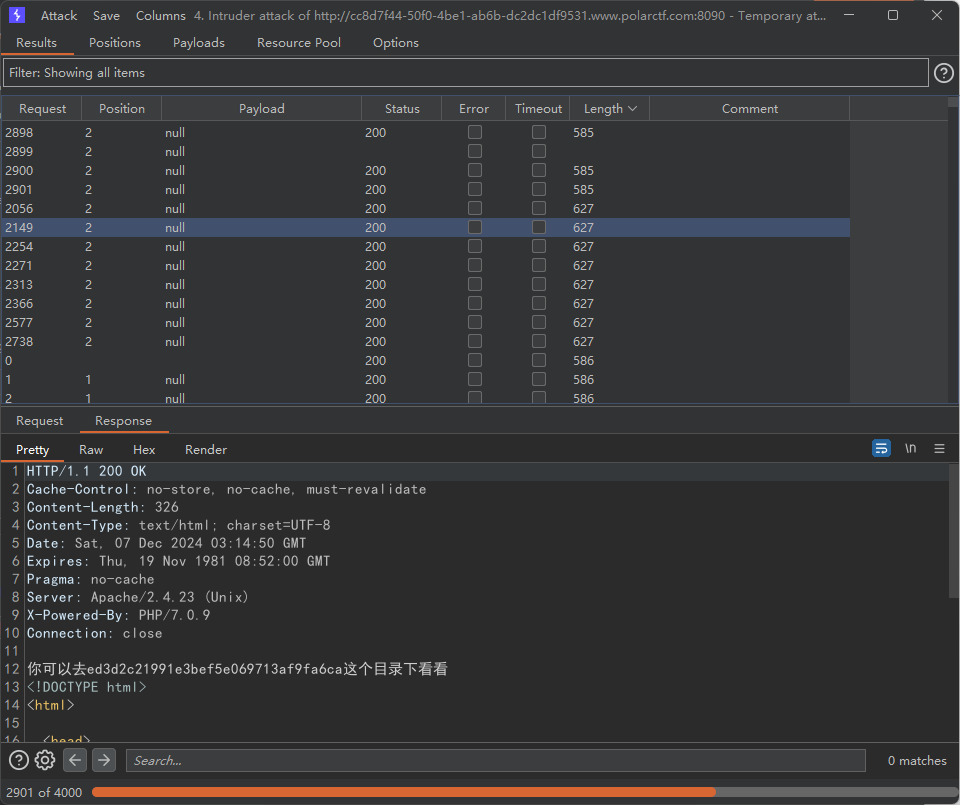 Attack Save Columns 4. Intruder attack of http://cc8d7f44-50f0-4be1-ab6b-dc2dc1df9531.www.polarctf.com:8090 - Temporary at...
Results Positions Payloads Resource Pool Options
Filter: Showing all items
Request Position Payload Status Error Timeout Length Comment
2898 2 null 200 585
2899 2 null
2900 2 null 200 585
2901 2 null 200 585
2056 2 null 200 627
2149 2 null 200 627
2254 2 null 200 627
2271 2 null 200 627
2313 2 null 200 627
2366 2 null 200 627
2577 2 null 200 627
2738 2 null 200 627
0 200 586
1 1 null 200 586
2 1 null 200 586
Request Response
Pretty Raw Hex Render \n
1 HTTP/1.1 200 OK
2 Cache-Control: no-store, no-cache, must-revalidate
3 Content-Length: 326
4 Content-Type: text/html; charset=UTF-8
5 Date: Sat, 07 Dec 2024 03:14:50 GMT
6 Expires: Thu, 19 Nov 1981 08:52:00 GMT
7 Pragma: no-cache
8 Server: Apache/2.4.23 (Unix)
9 X-Powered-By: PHP/7.0.9
10 Connection: close
11
12 你可以去ed3d2c21991e3bef5e069713af9fa6ca这个目录下看看
13 <!DOCTYPE html>
14 <html>
15
16 <head>
Search... 0 matches
2901 of 4000